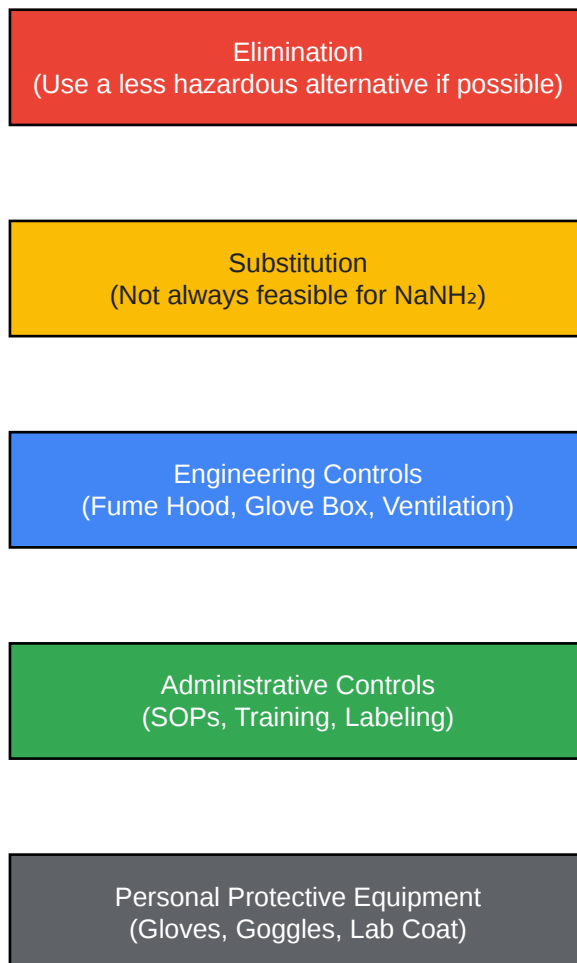 Elimination
(Use a less hazardous alternative if possible)
Substitution
(Not always feasible for NaNH₂)
Engineering Controls
(Fume Hood, Glove Box, Ventilation)
Administrative Controls
(SOPs, Training, Labeling)
Personal Protective Equipment
(Gloves, Goggles, Lab Coat)